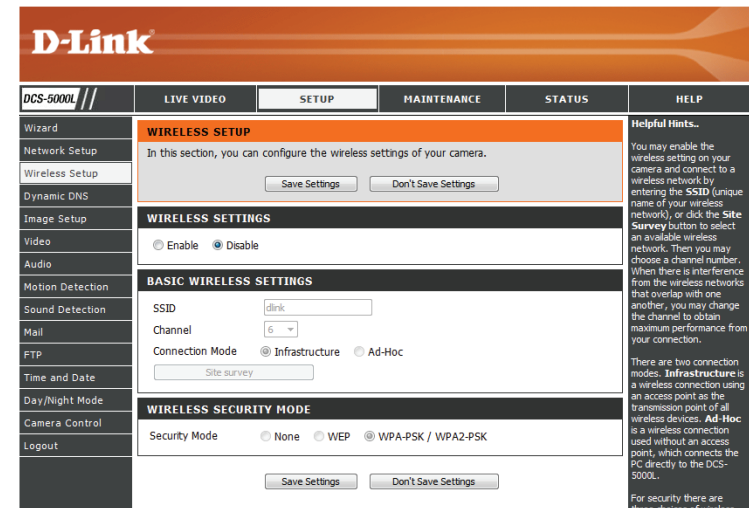 D-Link
DCS-5000L //
LIVE VIDEO
SETUP
MAINTENANCE
STATUS
HELP
Wizard
Network Setup
Wireless Setup
Dynamic DNS
Image Setup
Video
Audio
Motion Detection
Sound Detection
Mail
FTP
Time and Date
Day/Night Mode
Camera Control
Logout
WIRELESS SETUP
In this section, you can configure the wireless settings of your camera.
Save Settings
Don't Save Settings
WIRELESS SETTINGS
Enable
Disable
BASIC WIRELESS SETTINGS
SSID
dlink
Channel
6
Connection Mode
Infrastructure
Ad-Hoc
Site survey
WIRELESS SECURITY MODE
Security Mode
None
WEP
WPA-PSK / WPA2-PSK
Save Settings
Don't Save Settings
Helpful Hints..
You may enable the
wireless setting on your
camera and connect to a
wireless network by
entering the SSID (unique
name of your wireless
network), or click the Site
Survey button to select
an available wireless
network. Then you may
choose a channel number.
When there is interference
from the wireless networks
that overlap with one
another, you may change
the channel to obtain
maximum performance from
your connection.
There are two connection
modes. Infrastructure is
a wireless connection using
an access point as the
transmission point of all
wireless devices. Ad-Hoc
is a wireless connection
used without an access
point, which connects the
PC directly to the DCS-
5000L.
For security there are